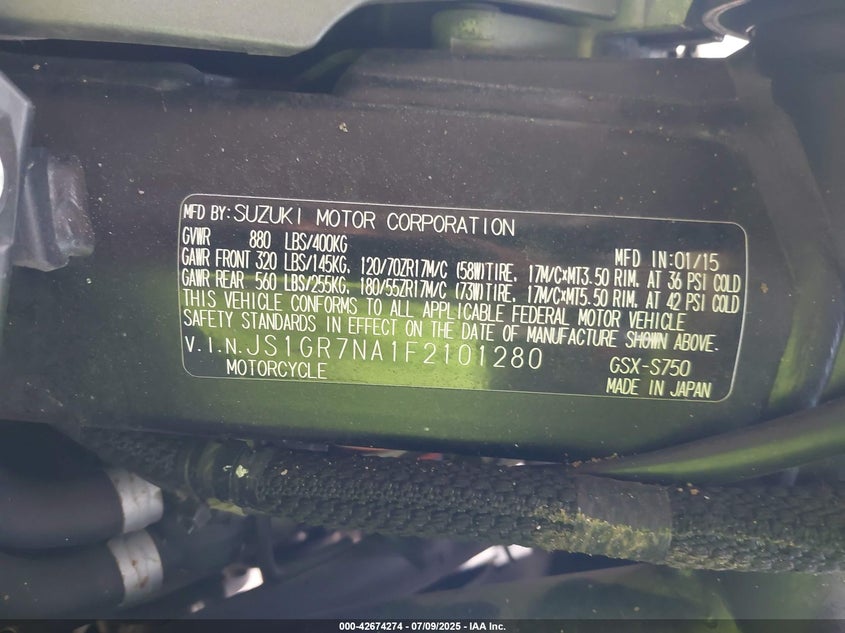 MFD BY: SUZUKI MOTOR CORPORATION
GVWR 880 LBS/400KG MFD IN:01/15
GAWR FRONT 320 LBS/145KG, 120/70ZR17M/C (58W)TIRE, 17M/C×MT3.50 RIM. AT 36 PSI COLD
GAWR REAR 560 LBS/255KG, 180/55ZR17M/C (73W)TIRE, 17M/C×MT5.50 RIM. AT 42 PSI COLD
THIS VEHICLE CONFORMS TO ALL APPLICABLE FEDERAL MOTOR VEHICLE
SAFETY STANDARDS IN EFFECT ON THE DATE OF MANUFACTURE SHOWN ABOVE.
V.I.N.JS1GR7NA1F2101280 GSX-S750
MOTORCYCLE MADE IN JAPAN
000-42674274 | 07/09/2025 - IAA Inc.